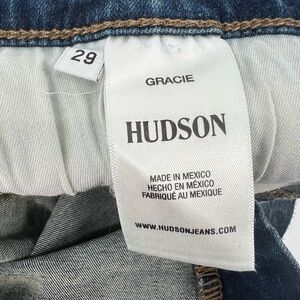 29
GRACIE
HUDSON
MADE IN MEXICO
HECHO EN MÉXICO
FABRIQUÉ AU MEXIQUE
WWW.HUDSONJEANS.COM